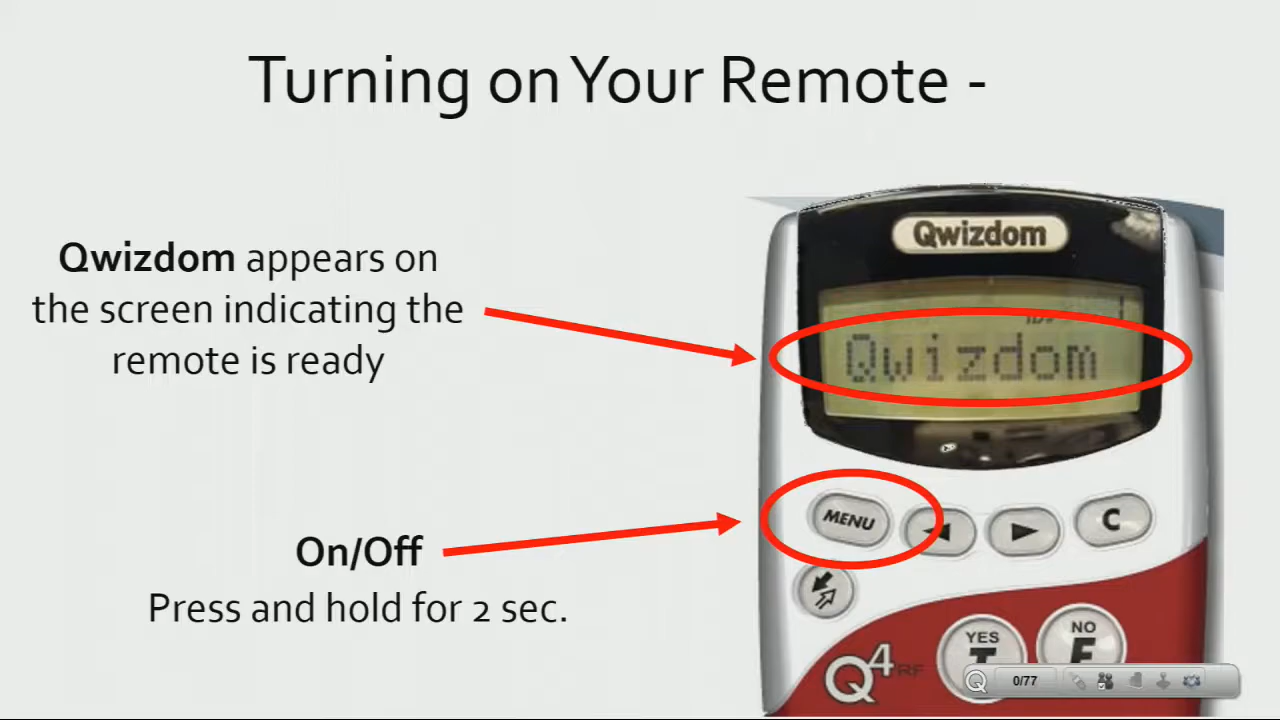 Turning on Your Remote -
Qwizdom appears on
the screen indicating the
remote is ready
Qwizdom
Qwizdom
On/Off
Press and hold for 2 sec.
MENU
C
YES
T
NO
F
Q4 RF
Q
0/77